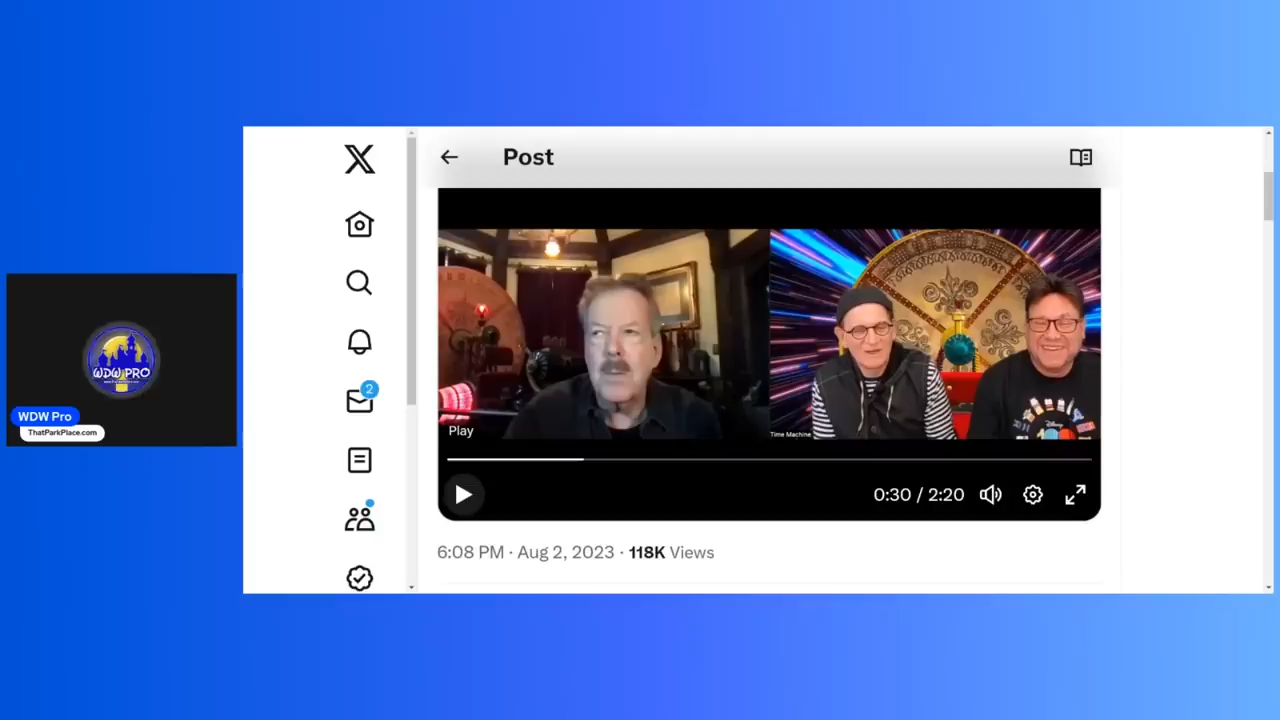 Post
2
Play
Time Machine
0:30 / 2:20
6:08 PM · Aug 2, 2023 · 118K Views
WDW PRO
WDW Pro
ThatParkPlace.com
Disney